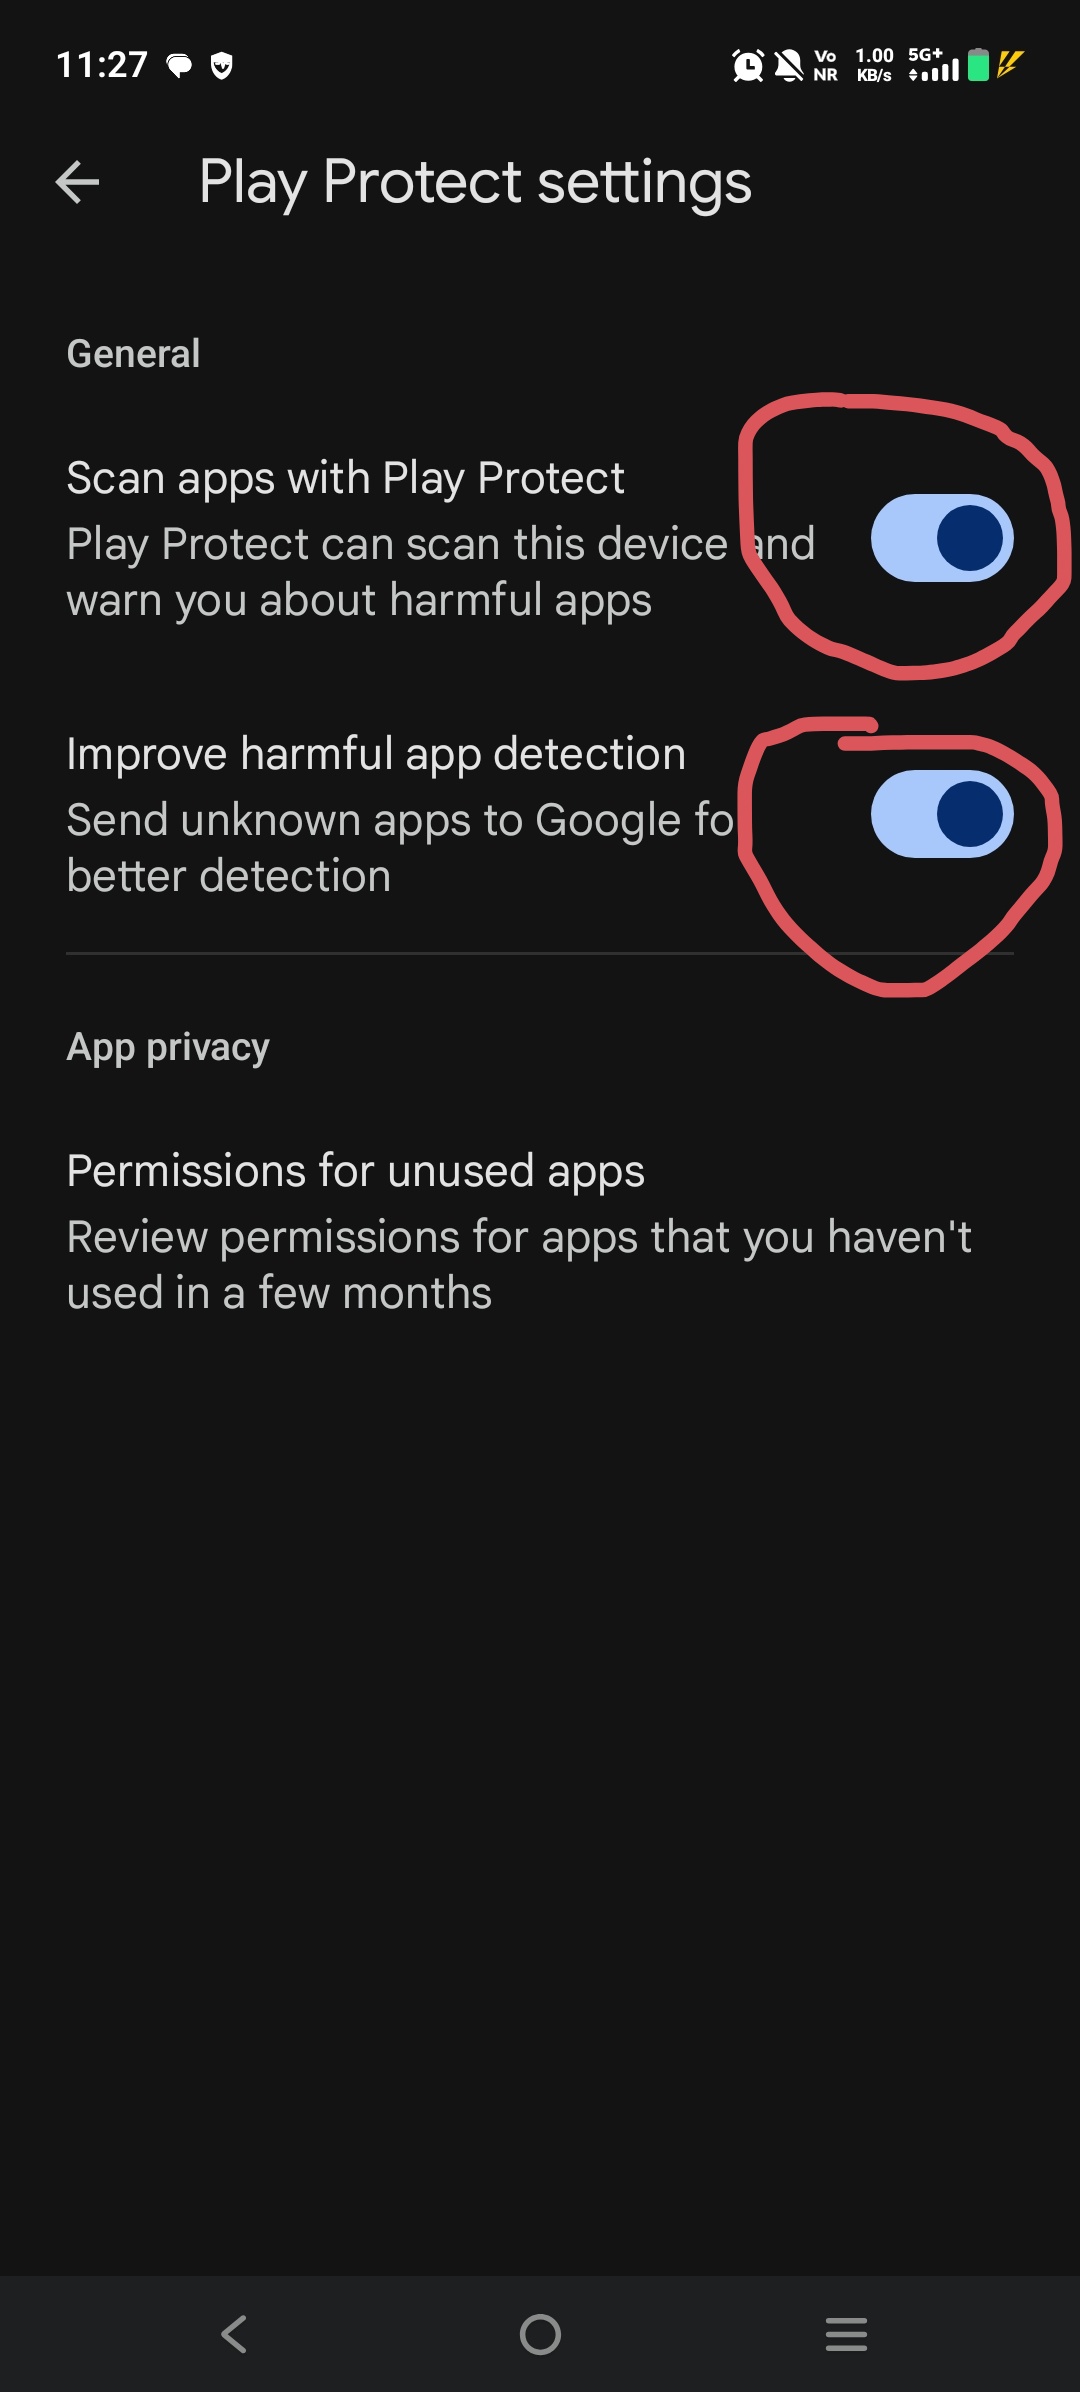 11:27
Vo NR 1.00 KB/s 5G+
Play Protect settings
General
Scan apps with Play Protect
Play Protect can scan this device and
warn you about harmful apps
Improve harmful app detection
Send unknown apps to Google fo
better detection
App privacy
Permissions for unused apps
Review permissions for apps that you haven't
used in a few months